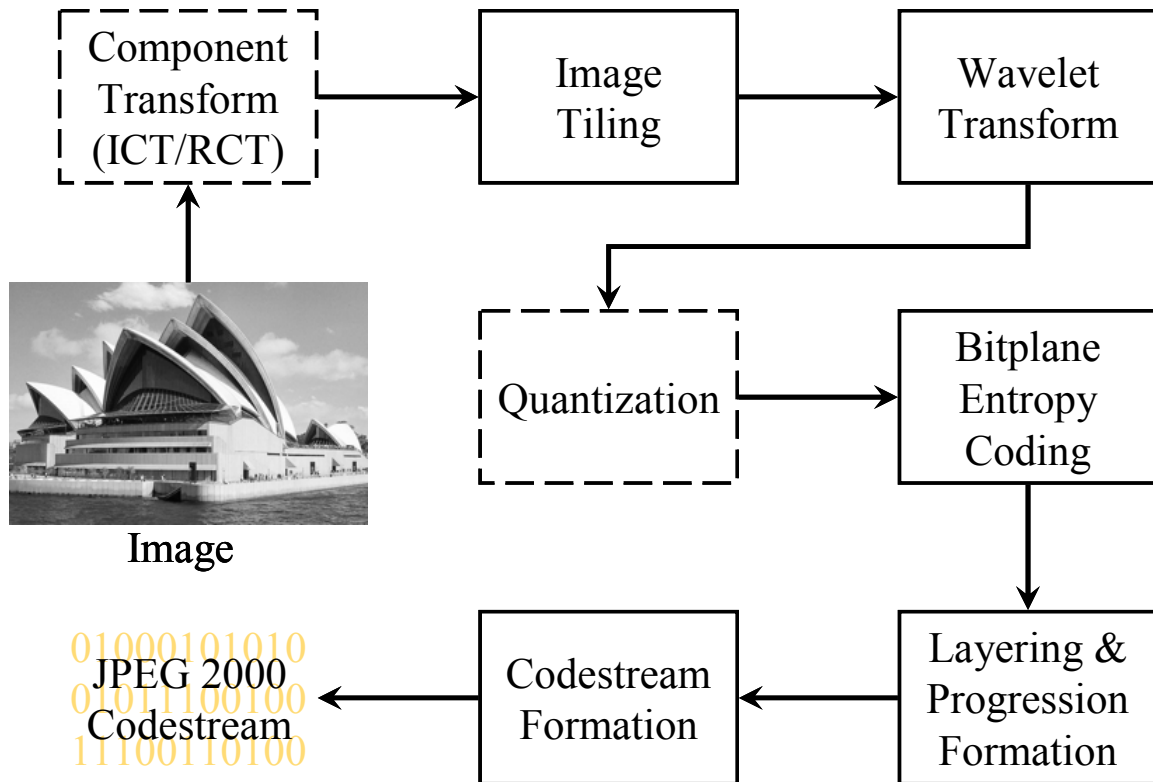 Component
Transform
(ICT/RCT)
Image
Tiling
Wavelet
Transform
Image
Quantization
Bitplane
Entropy
Coding
01000101010
JPEG 2000
01011100100
Codestream
11100110100
Codestream
Formation
Layering &
Progression
Formation